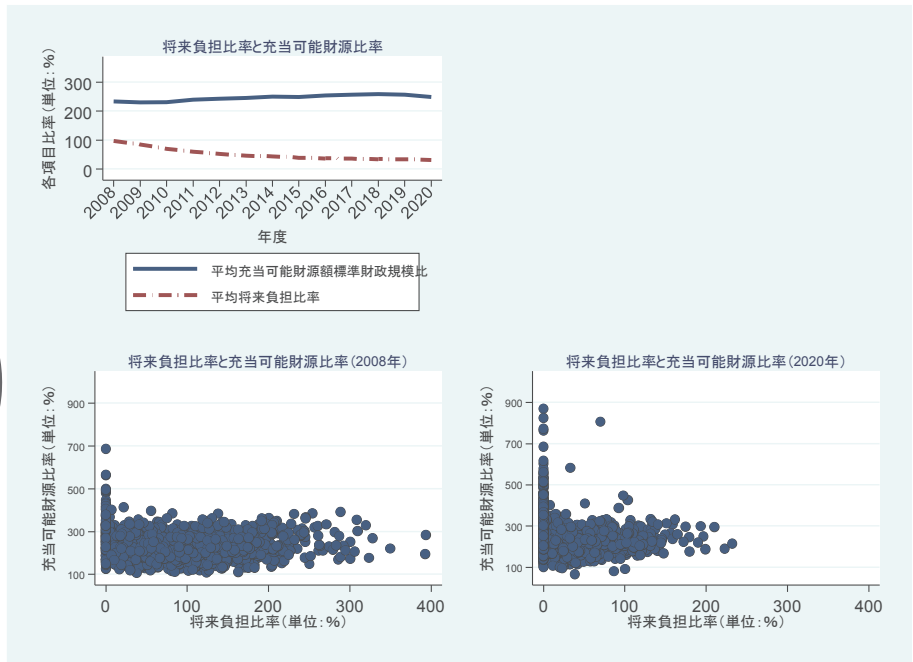 将来負担比率と充当可能財源比率
各項目比率(単位:%)
300
200
100
0
2008
2009
2010
2011
2012
2013
2014
2015
2016
2017
2018
2019
2020
年度
平均充当可能財源額標準財政規模比
平均将来負担比率
将来負担比率と充当可能財源比率(2008年)
充当可能財源比率(単位:%)
900
700
500
300
100
0 100 200 300 400
将来負担比率(単位:%)
将来負担比率と充当可能財源比率(2020年)
充当可能財源比率(単位:%)
900
700
500
300
100
0 100 200 300 400
将来負担比率(単位:%)